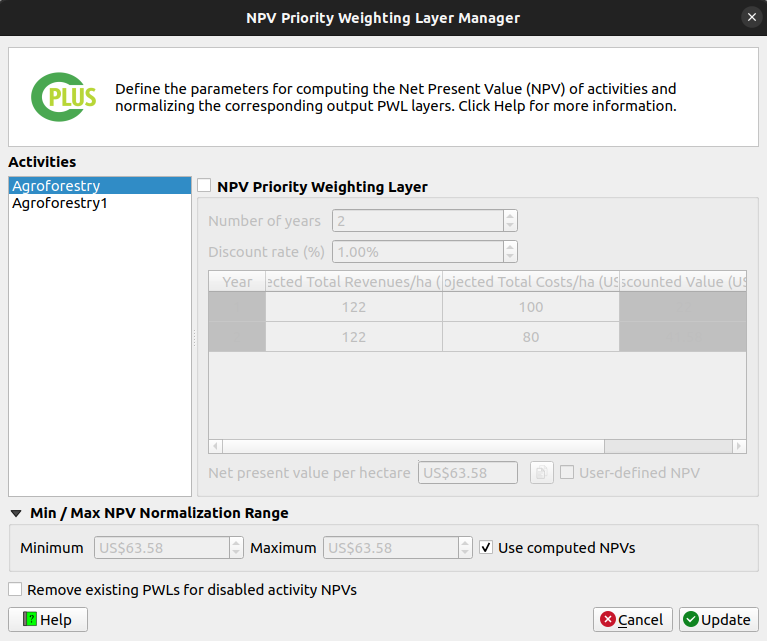 NPV Priority Weighting Layer Manager
CPLUS
Define the parameters for computing the Net Present Value (NPV) of activities and
normalizing the corresponding output PWL layers. Click Help for more information.
Activities
Agroforestry
Agroforestry1
NPV Priority Weighting Layer
Number of years 2
Discount rate (%) 1.00%
Year ected Total Revenues/ha ( ojected Total Costs/ha (US scounted Value (US
122 100
122 80
Net present value per hectare US$63.58 User-defined NPV
Min / Max NPV Normalization Range
Minimum US$63.58 Maximum US$63.58 Use computed NPVs
Remove existing PWLs for disabled activity NPVs
Help Cancel Update